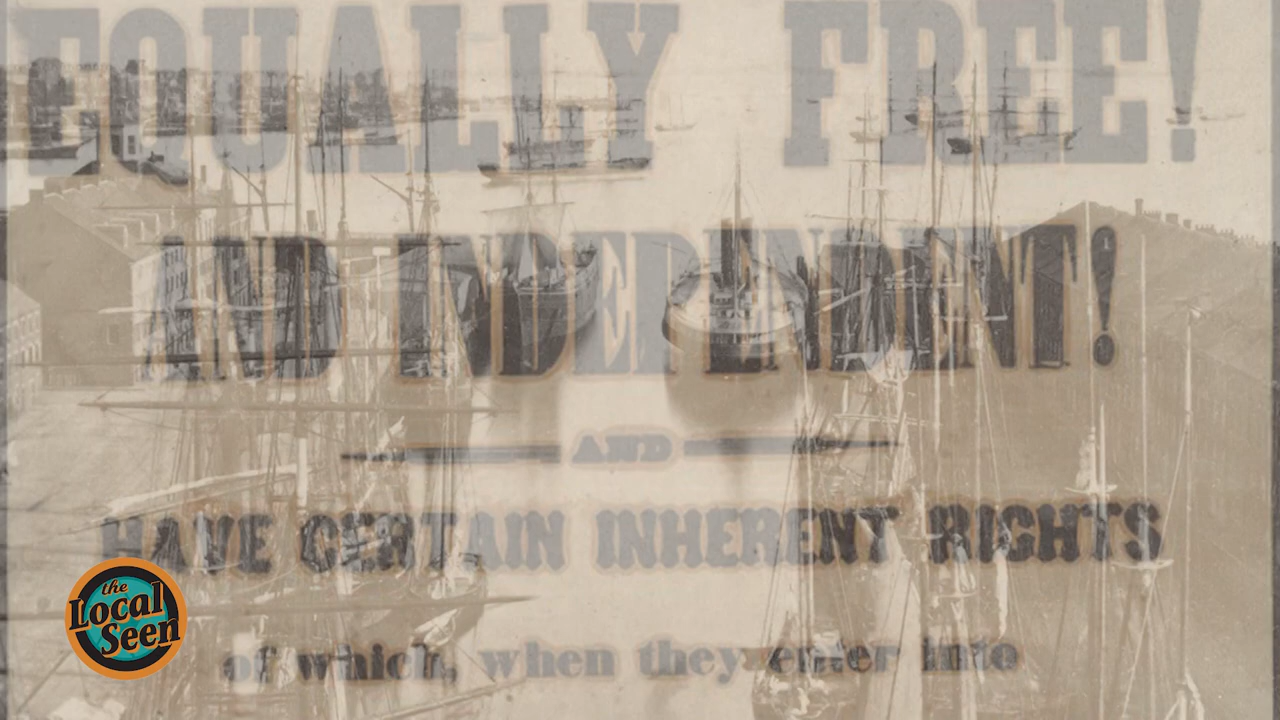 EQUALLY FREE!
AND INDEPENDENT!
AND
HAVE CERTAIN INHERENT RIGHTS
of which, when they enter into
the
Local
Seen